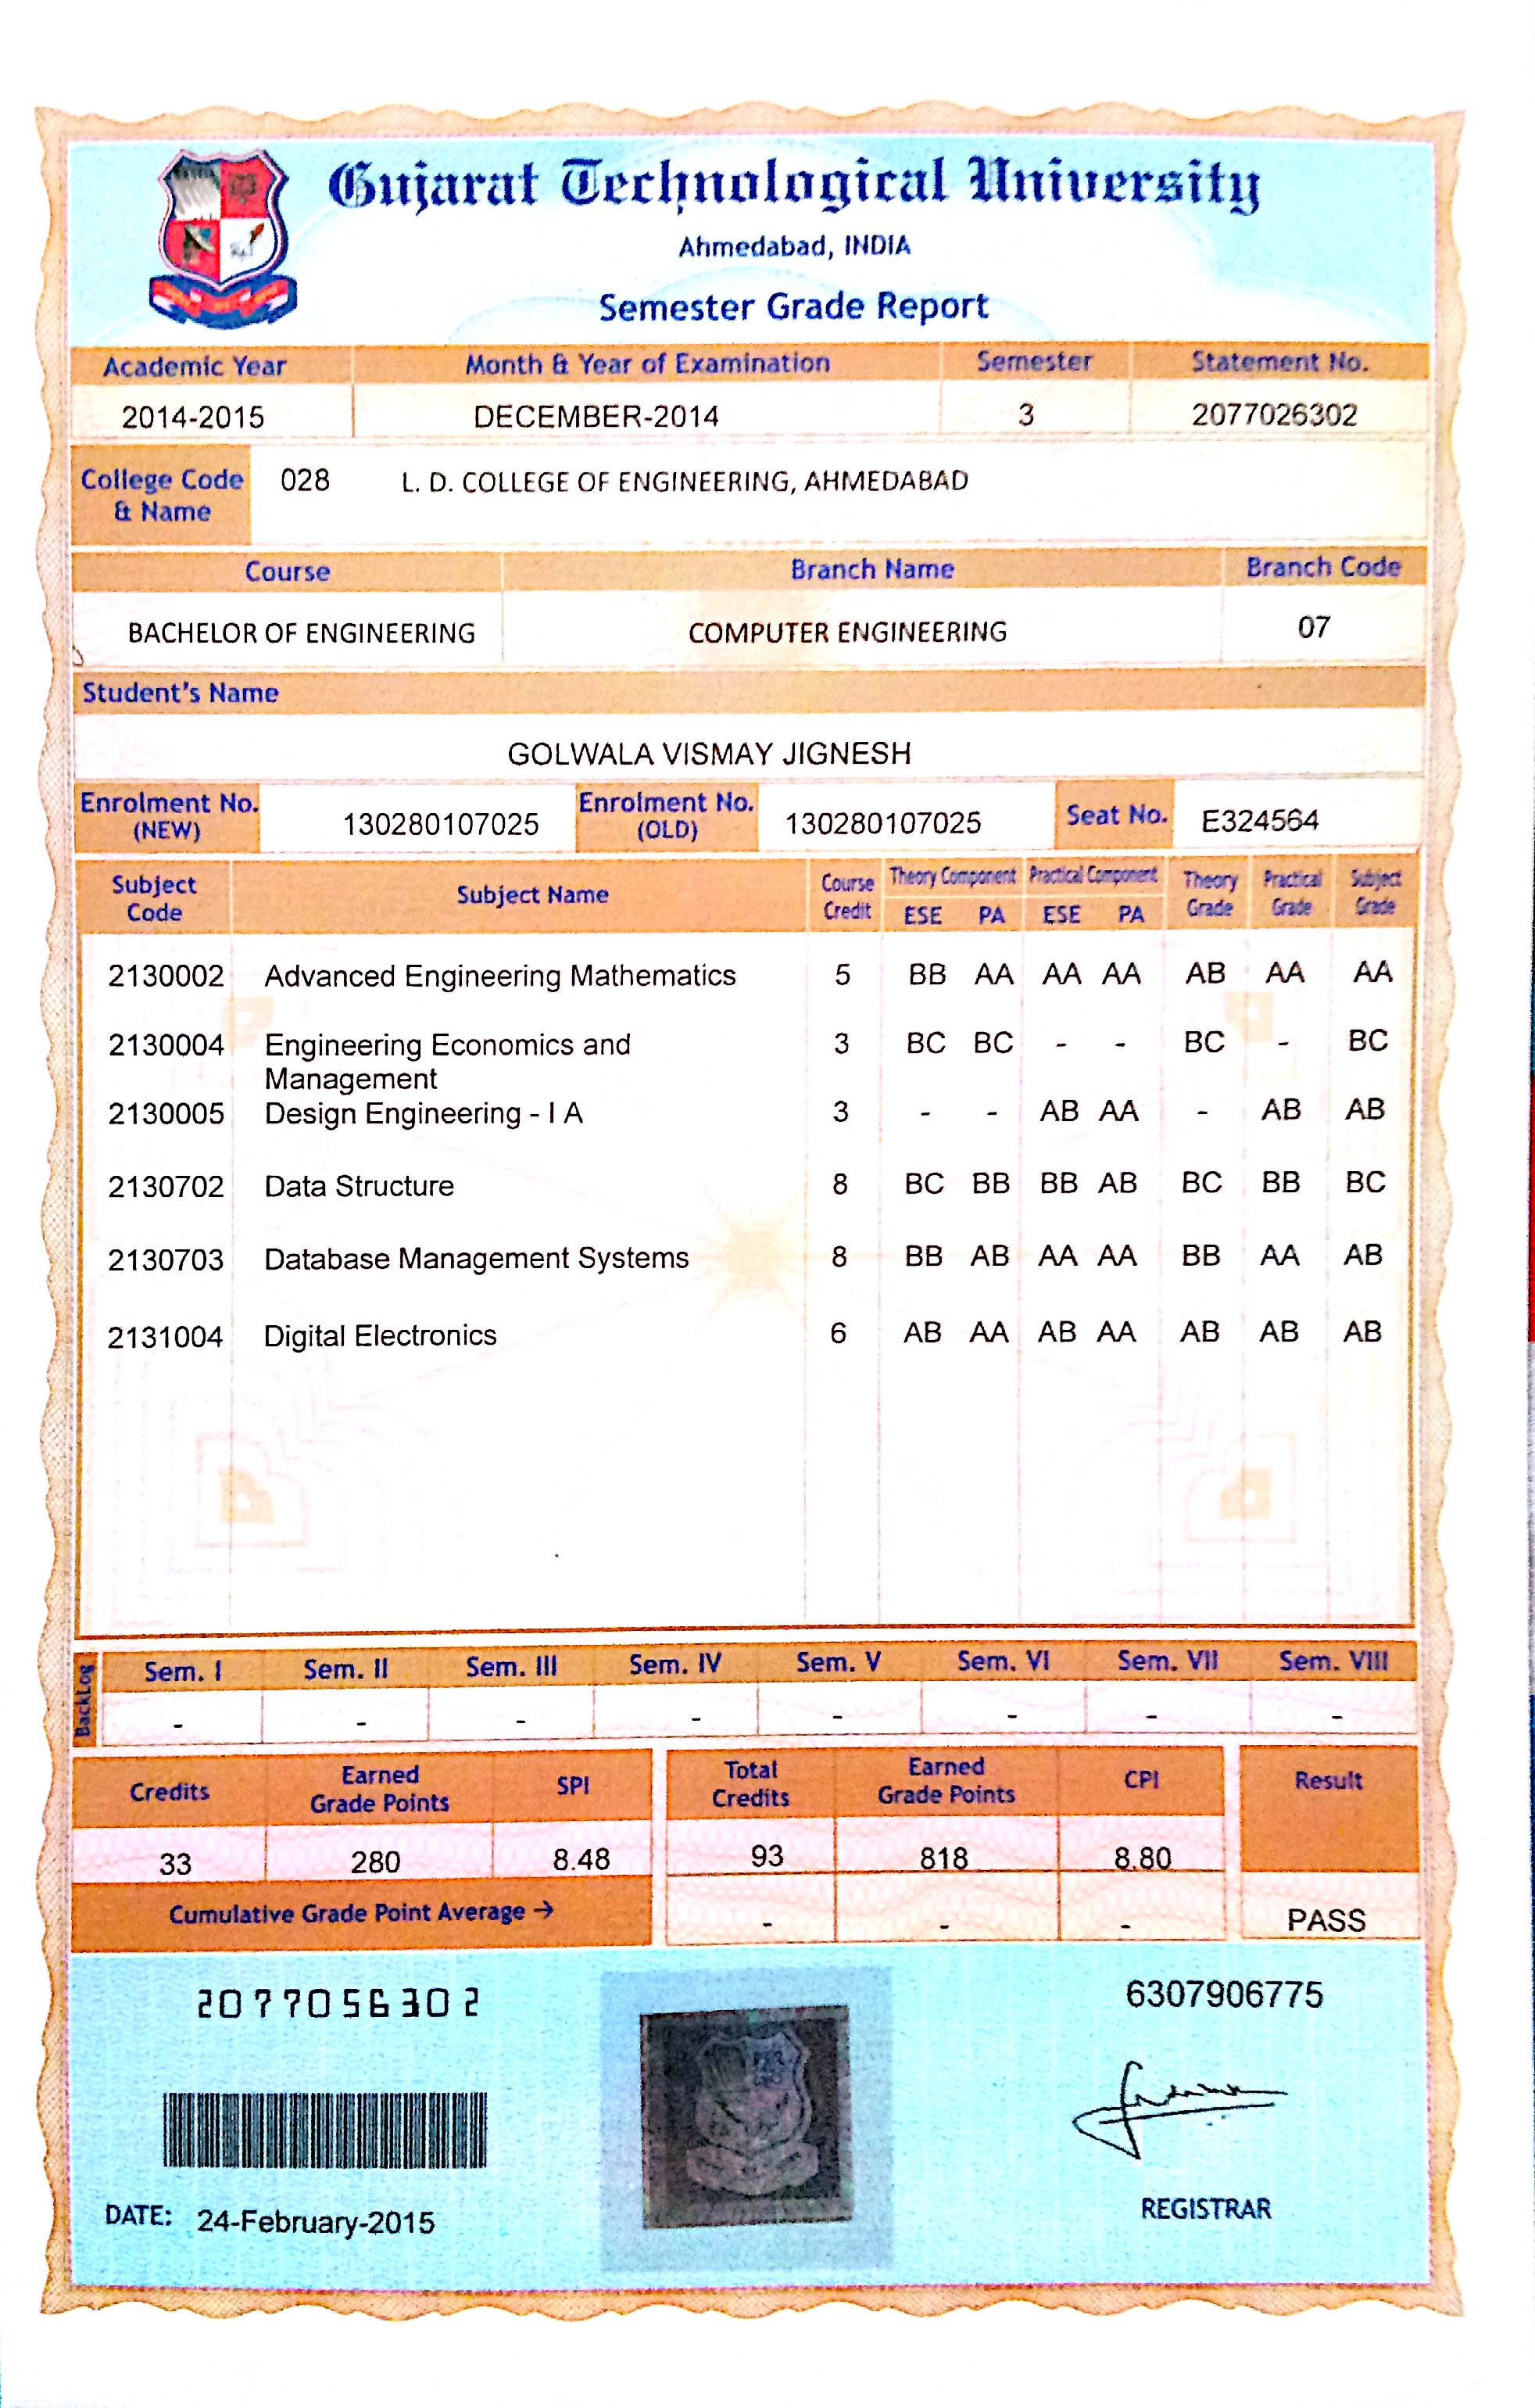 Gujarat Technological University
Ahmedabad, INDIA
Semester Grade Report
Academic Year Month & Year of Examination Semester Statement No.
2014-2015 DECEMBER-2014 3 2077026302
College Code & Name 028 L. D. COLLEGE OF ENGINEERING, AHMEDABAD
Course Branch Name Branch Code
BACHELOR OF ENGINEERING COMPUTER ENGINEERING 07
Student's Name
GOLWALA VISMAY JIGNESH
Enrolment No. (NEW) 130280107025 Enrolment No. (OLD) 130280107025 Seat No. E324564
Subject Code Subject Name Course Credit Theory Component Practical Component Theory Grade Practical Grade Subject Grade
ESE PA ESE PA
2130002 Advanced Engineering Mathematics 5 BB AA AA AA AB AA AA
2130004 Engineering Economics and 3 BC BC - - BC - BC
Management
2130005 Design Engineering - I A 3 - - AB AA - AB AB
2130702 Data Structure 8 BC BB BB AB BC BB BC
2130703 Database Management Systems 8 BB AB AA AA BB AA AB
2131004 Digital Electronics 6 AB AA AB AA AB AB AB
BackLog Sem. I Sem. II Sem. III Sem. IV Sem. V Sem. VI Sem. VII Sem. VIII
- - - - - - - -
Credits Earned Grade Points SPI Total Credits Earned Grade Points CPI Result
33 280 8.48 93 818 8.80
Cumulative Grade Point Average → - - - PASS
2077056302 6307906775
DATE: 24-February-2015 REGISTRAR